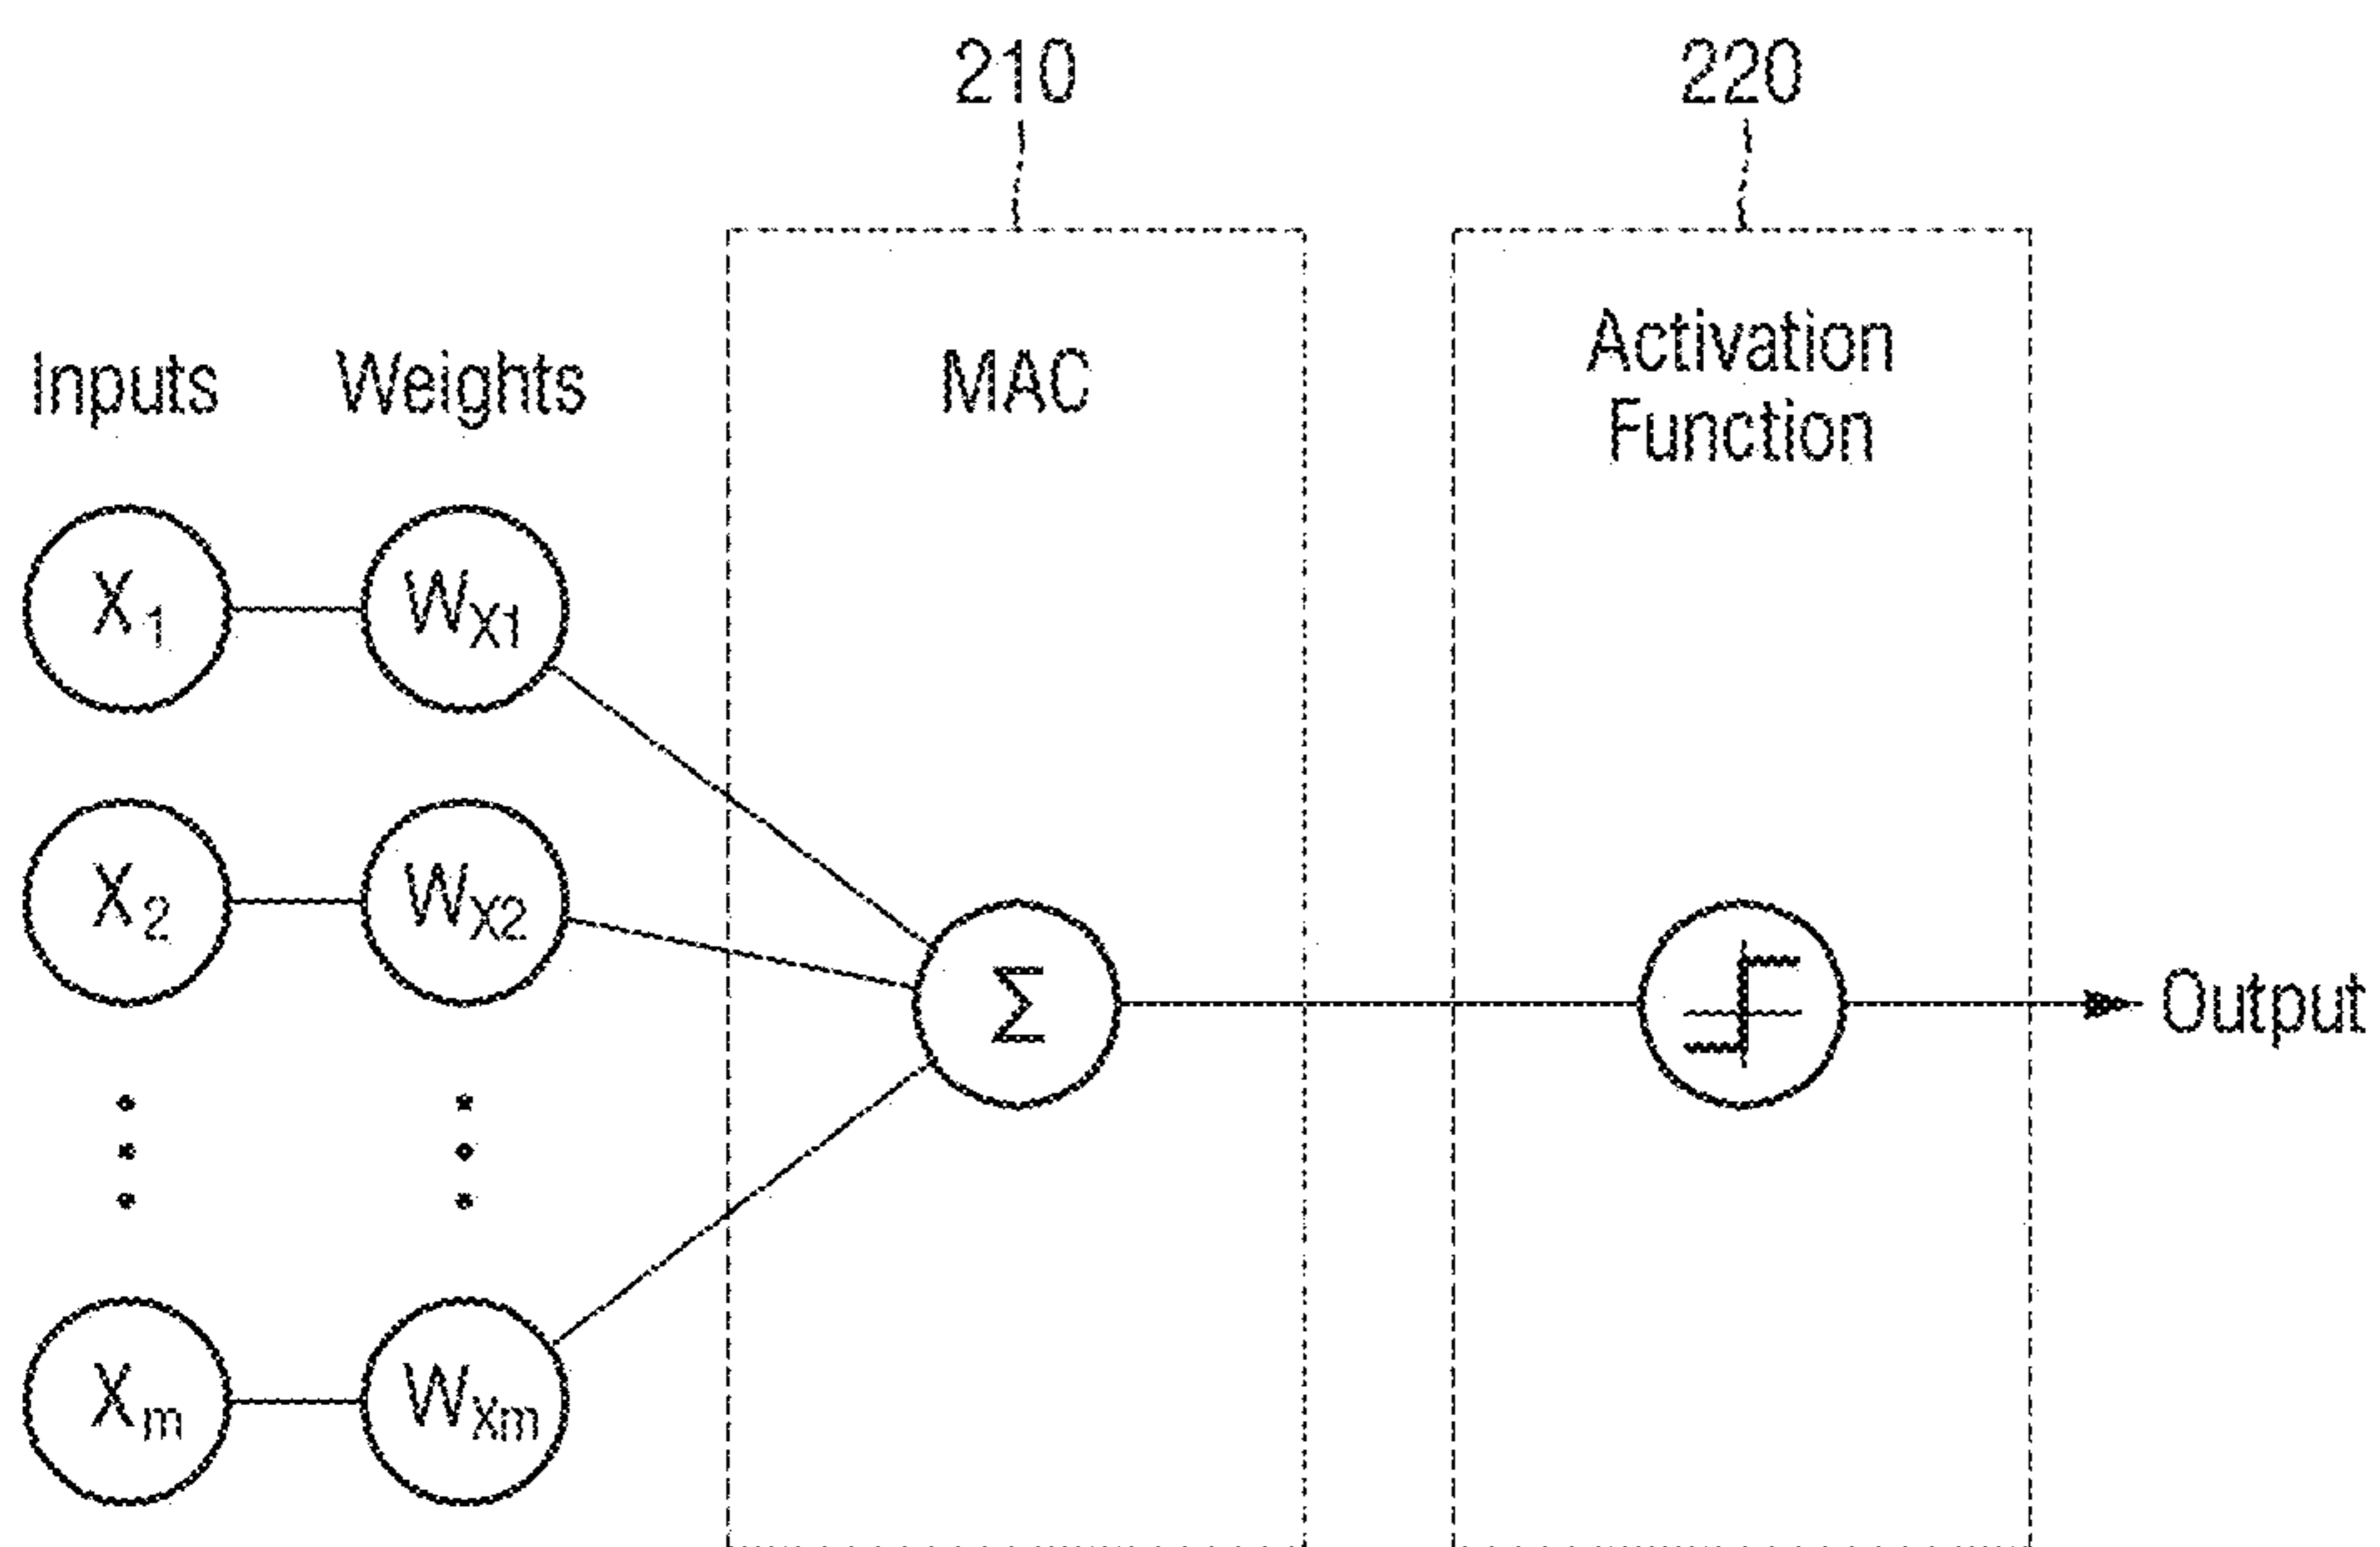 210
220
Inputs
Weights
MAC
Activation
Function
X₁
Wₓ₁
X₂
Wₓ₂
Σ
Output
Xₘ
Wₓₘ